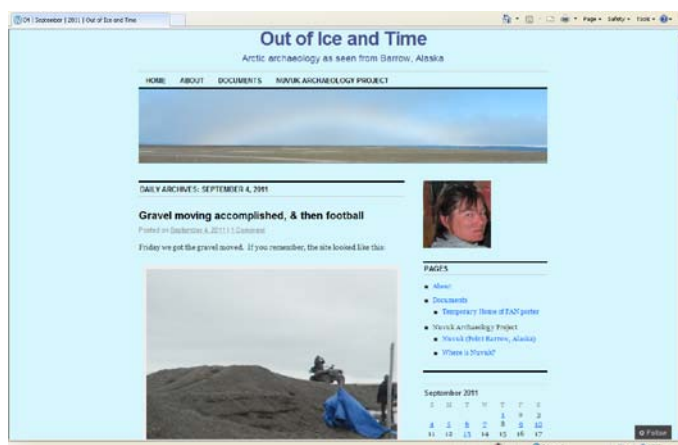 04 | September | 2011 | Out of Ice and Time
Page
Safety
Tools
Out of Ice and Time
Arctic archaeology as seen from Barrow, Alaska
HOME ABOUT DOCUMENTS NUVUK ARCHAEOLOGY PROJECT
DAILY ARCHIVES: SEPTEMBER 4, 2011
Gravel moving accomplished, & then football
Posted on September 4, 2011 | 1 Comment
Friday we got the gravel moved. If you remember, the site looked like this:
PAGES
About
Documents
Temporary Home of PAN poster
Nuvuk Archaeology Project
Nuvuk (Point Barrow, Alaska)
Where is Nuvuk?
September 2011
S M T W T F S
1 2 3
4 5 6 7 8 9 10
11 12 13 14 15 16 17
Follow